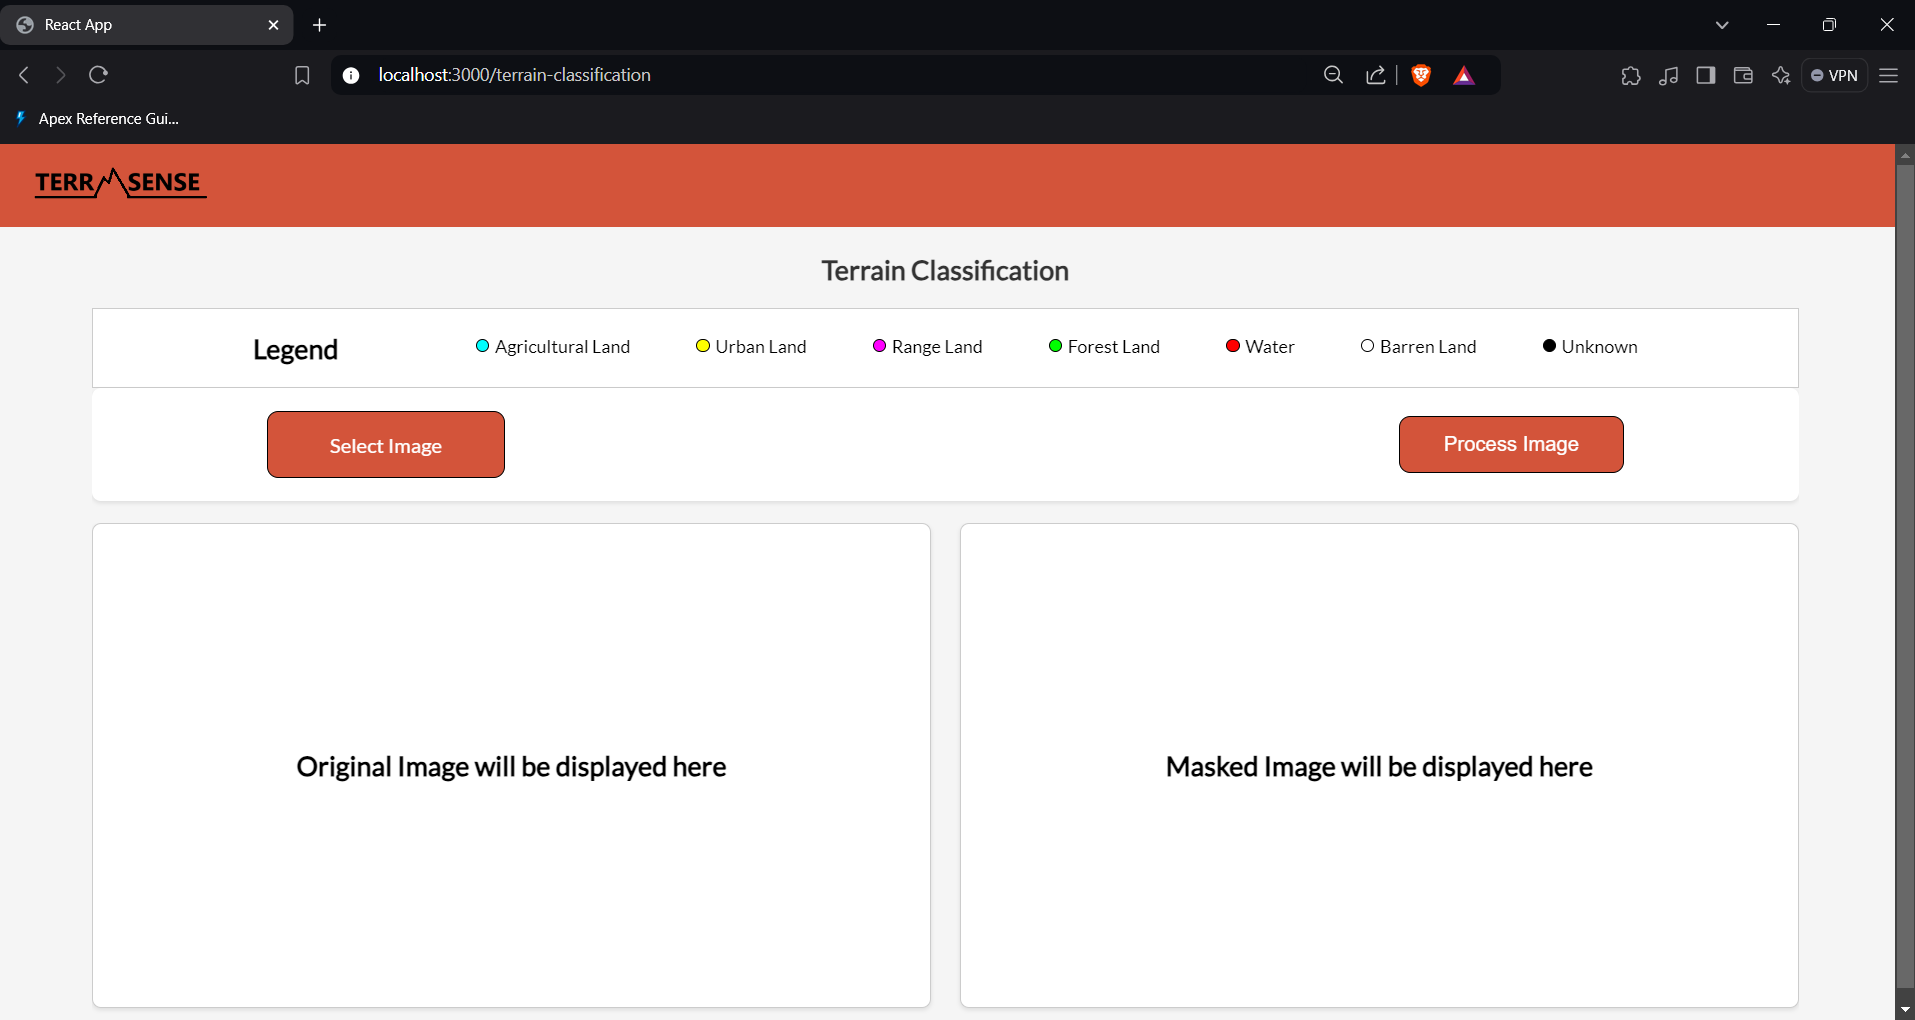 React App
localhost:3000/terrain-classification
VPN
Apex Reference Gui...
TERR SENSE
Terrain Classification
Legend
Agricultural Land
Urban Land
Range Land
Forest Land
Water
Barren Land
Unknown
Select Image
Process Image
Original Image will be displayed here
Masked Image will be displayed here